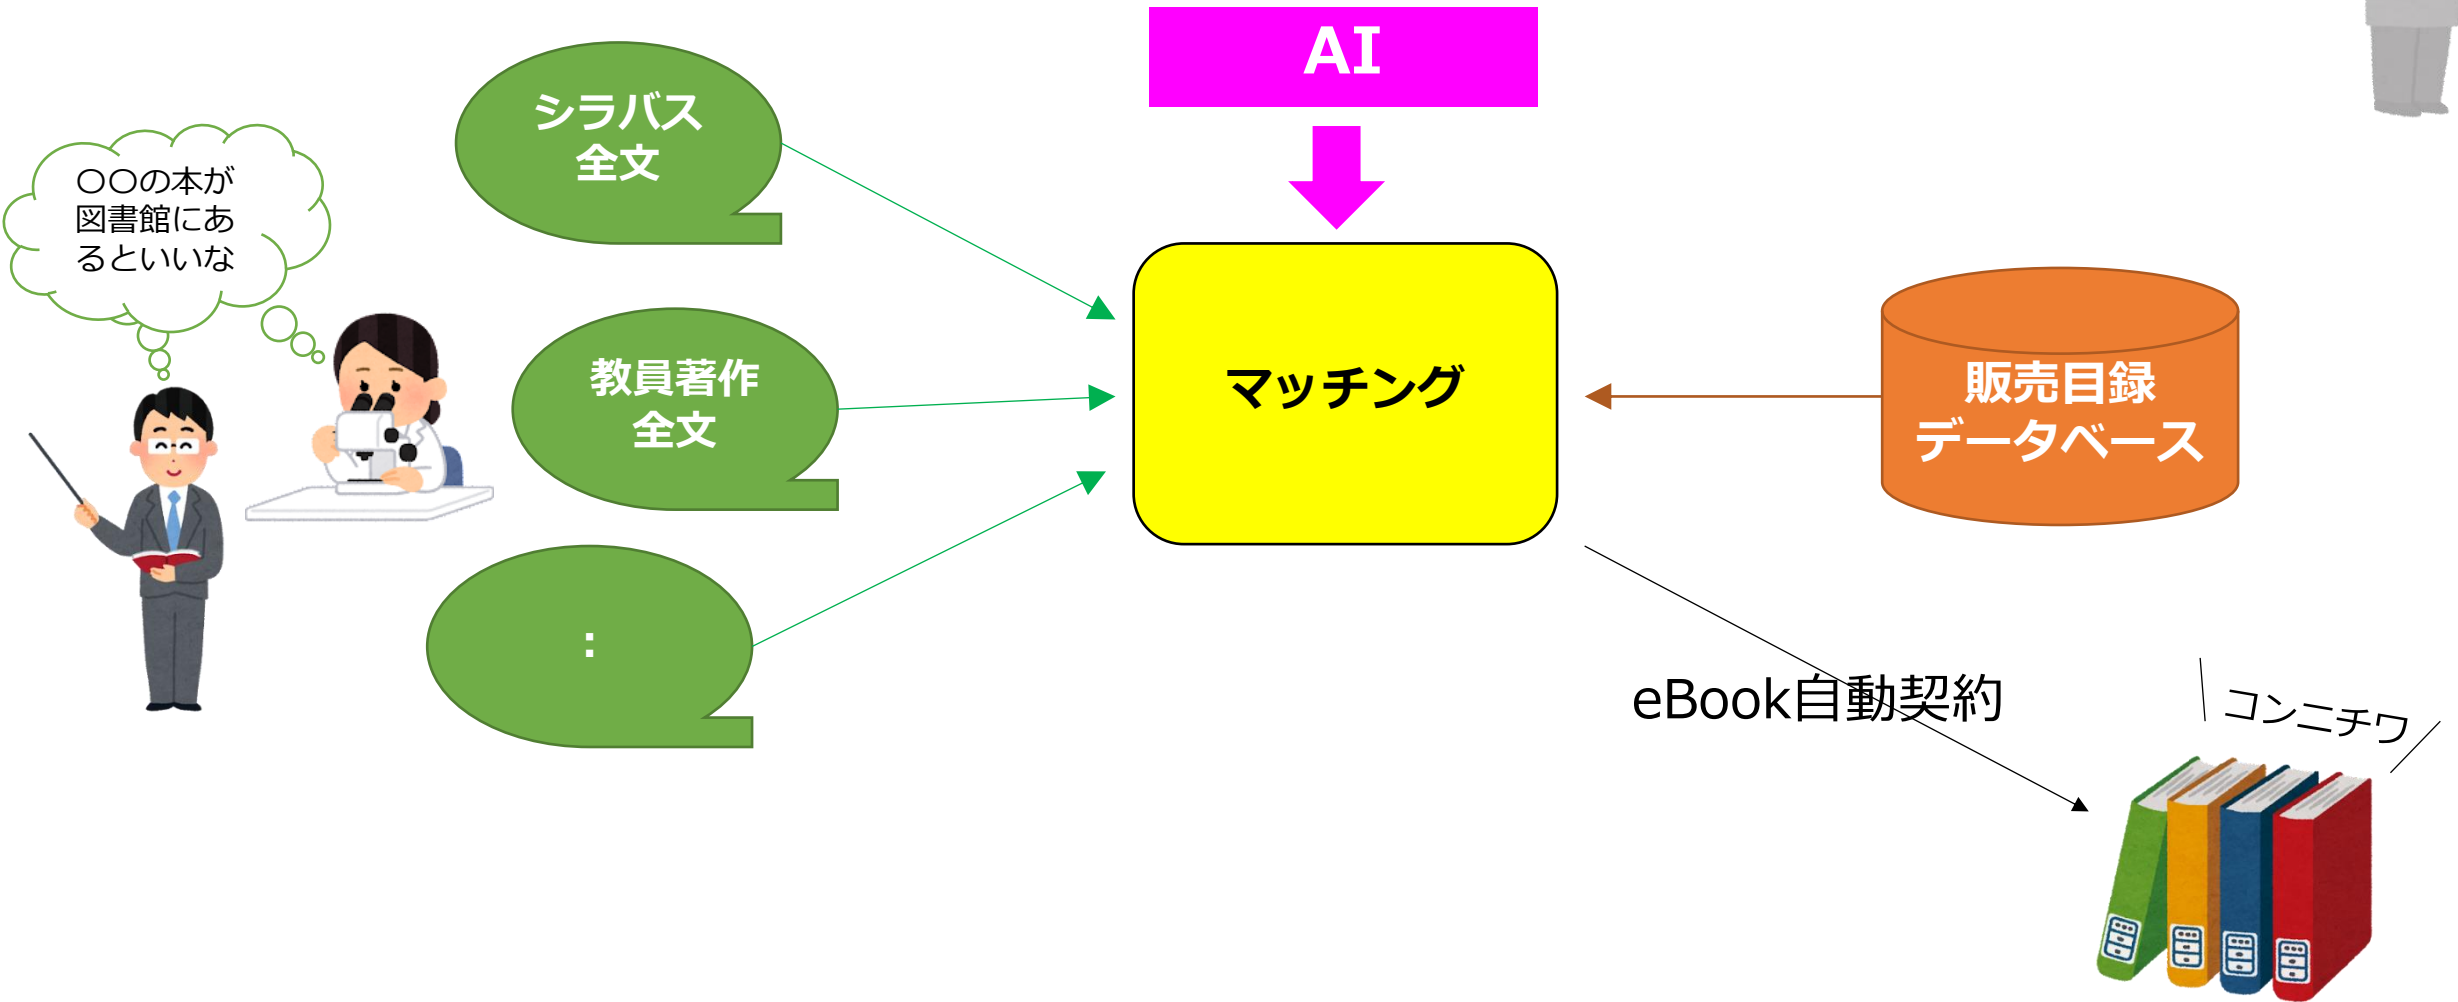 AI
シラバス
全文
〇〇の本が
図書館にあ
るといいな
教員著作
全文
マッチング
販売目録
データベース
:
eBook自動契約
コンニチワ